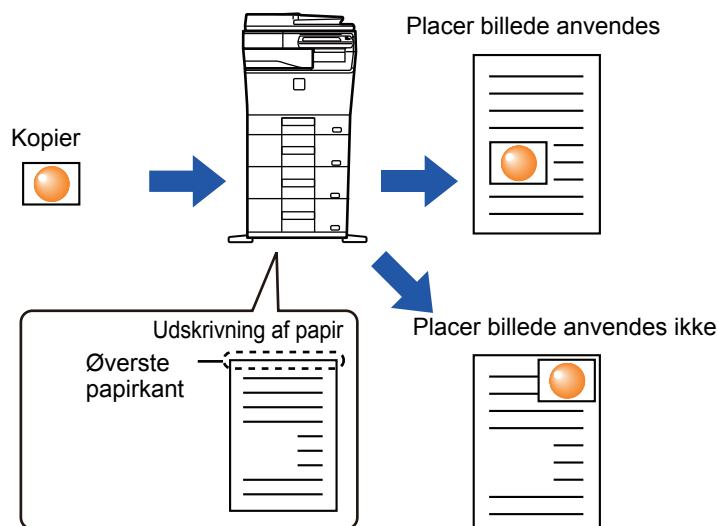 Placer billede anvendes
Kopier
Udskrivning af papir
Øverste
papirkant
Placer billede anvendes ikke